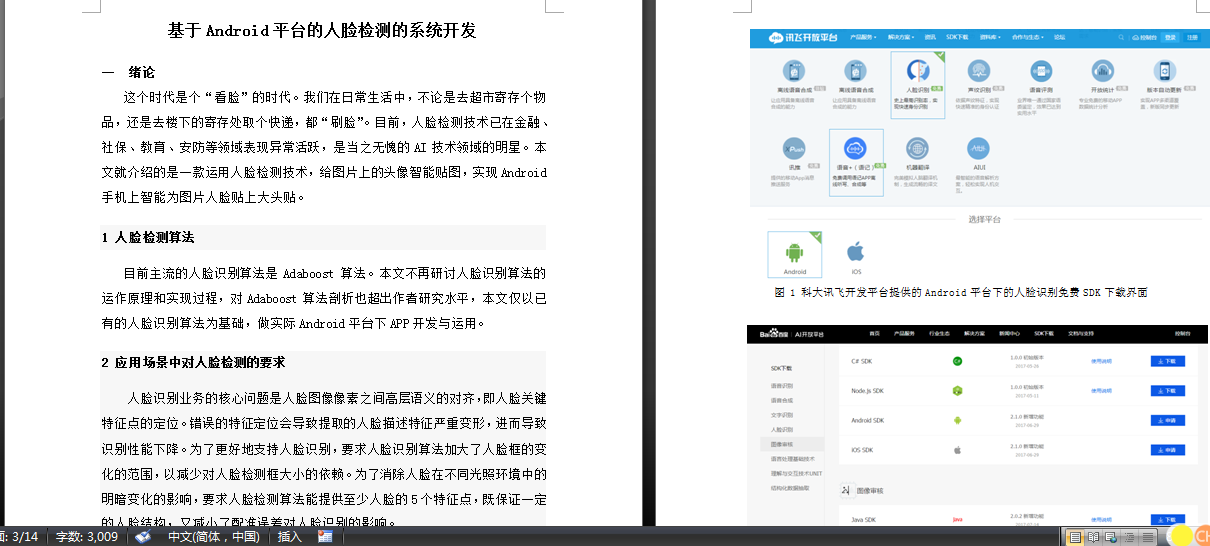 基于 Android 平台的人脸检测的系统开发
一 绪论
这个时代是个“看脸”的时代。我们在日常生活中，不论是去超市寄存个物
品，还是去楼下的寄存处取个快递，都“刷脸”。目前，人脸检测技术已在金融、
社保、教育、安防等领域表现异常活跃，是当之无愧的 AI 技术领域的明星。本
文就介绍的是一款运用人脸检测技术，给图片上的头像智能贴图，实现 Android
手机上智能为图片人脸贴上大头贴。
1 人脸检测算法
目前主流的人脸识别算法是 Adaboost 算法。本文不再研讨人脸识别算法的
运作原理和实现过程，对 Adaboost 算法剖析也超出作者研究水平，本文仅以已
有的人脸识别算法为基础，做实际 Android 平台下 APP 开发与运用。
2 应用场景中对人脸检测的要求
人脸识别业务的核心问题是人脸图像像素之间高层语义的对齐，即人脸关键
特征点的定位。错误的特征定位会导致提取的人脸描述特征严重变形，进而导致
识别性能下降。为了更好地支持人脸识别，要求人脸识别算法加大了人脸框的变
化的范围，以减少对人脸检测框大小的依赖。为了消除人脸在不同光照环境中的
明暗变化的影响，要求人脸检测算法能提供至少人脸的 5 个特征点，既保证一定
的人脸结构，又减小了配准误差对人脸识别的影响。
讯飞开放平台 产品服务 解决方案 资讯 SDK下载 资料库 合作与生态 论坛 控制台 登录 注册
离线语音合成 离线语音合成 人脸识别 声纹识别 语音评测 开放统计 版本自动更新
讯推 语音+（语记） 机器翻译 AIUI
选择平台
Android iOS
图 1 科大讯飞开发平台提供的 Android 平台下的人脸识别免费 SDK 下载界面
Bai百度 AI开放平台 首页 产品服务 行业生态 解决方案 新闻中心 SDK下载 文档与支持 控制台
SDK下载
语音识别
语音合成
文字识别
人脸识别
图像审核
语言处理基础技术
理解与交互技术UNIT
结构化数据抽取
C# SDK 1.0.0 初始版本 使用说明 下载
Node.js SDK 1.0.0 初始版本 使用说明 下载
Android SDK 2.1.0 新增功能 申请
iOS SDK 2.1.0 新增功能 申请
图像审核
Java SDK 2.0.2 新增功能 使用说明 下载
面: 3/14 字数: 3,009 中文(简体，中国) 插入
CH